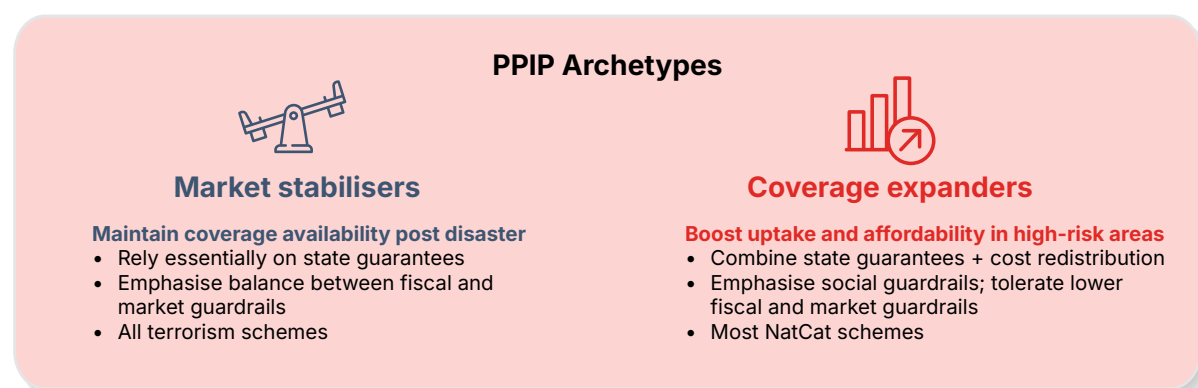 PPIP Archetypes
Market stabilisers
Maintain coverage availability post disaster
• Rely essentially on state guarantees
• Emphasise balance between fiscal and
market guardrails
• All terrorism schemes
Coverage expanders
Boost uptake and affordability in high-risk areas
• Combine state guarantees + cost redistribution
• Emphasise social guardrails; tolerate lower
fiscal and market guardrails
• Most NatCat schemes